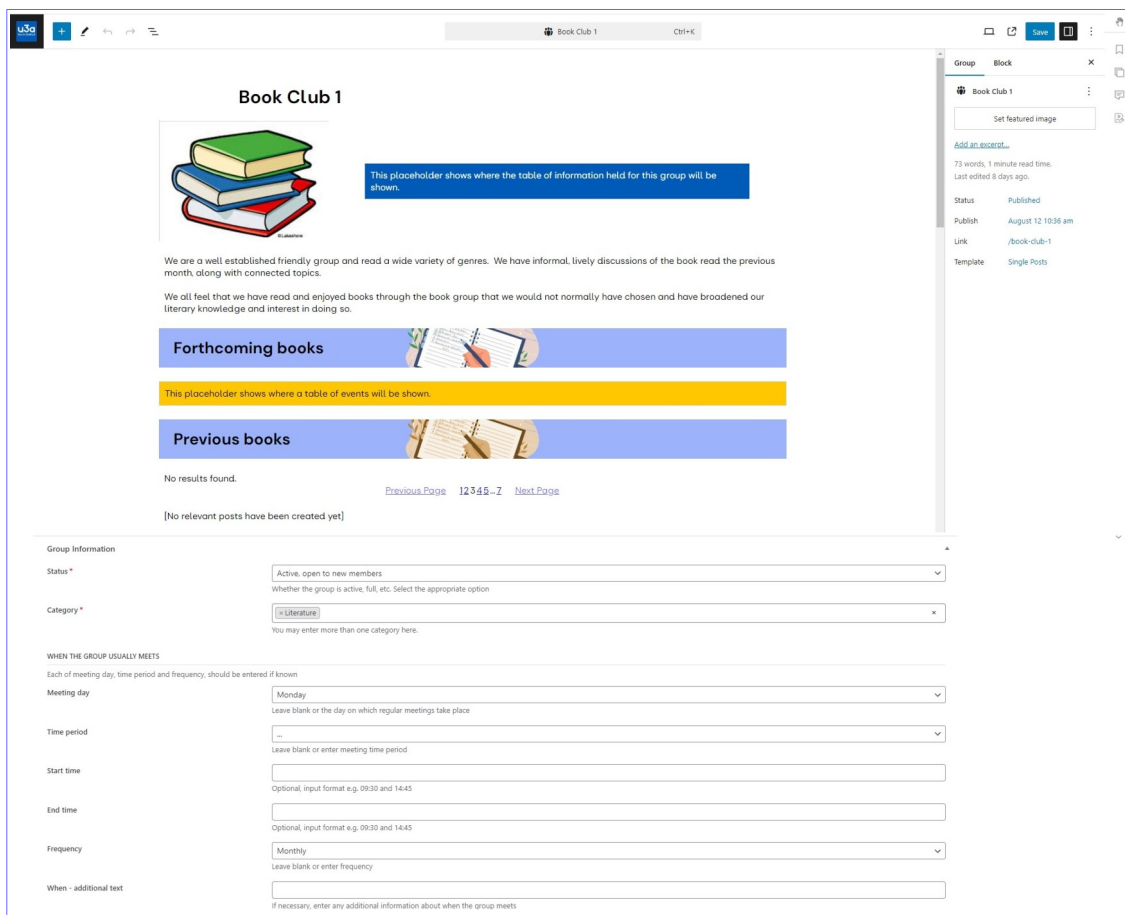 u3a
Book Club 1
Ctrl+K
Save
Group
Block
Book Club 1
Set featured image
Add an excerpt...
73 words, 1 minute read time.
Last edited 8 days ago.
Status
Published
Publish
August 12 10:36 am
Link
/book-club-1
Template
Single Posts
Book Club 1
This placeholder shows where the table of information held for this group will be
shown.
We are a well established friendly group and read a wide variety of genres. We have informal, lively discussions of the book read the previous
month, along with connected topics.
We all feel that we have read and enjoyed books through the book group that we would not normally have chosen and have broadened our
literary knowledge and interest in doing so.
Forthcoming books
This placeholder shows where a table of events will be shown.
Previous books
No results found.
Previous Page 1 2 3 4 5 ... 7 Next Page
[No relevant posts have been created yet]
Group Information
Status *
Active, open to new members
Whether the group is active, full, etc. Select the appropriate option
Category *
× Literature
×
You may enter more than one category here.
WHEN THE GROUP USUALLY MEETS
Each of meeting day, time period and frequency, should be entered if known
Meeting day
Monday
Leave blank or the day on which regular meetings take place
Time period
...
Leave blank or enter meeting time period
Start time
Optional, input format e.g. 09:30 and 14:45
End time
Optional, input format e.g. 09:30 and 14:45
Frequency
Monthly
Leave blank or enter frequency
When - additional text
If necessary, enter any additional information about when the group meets